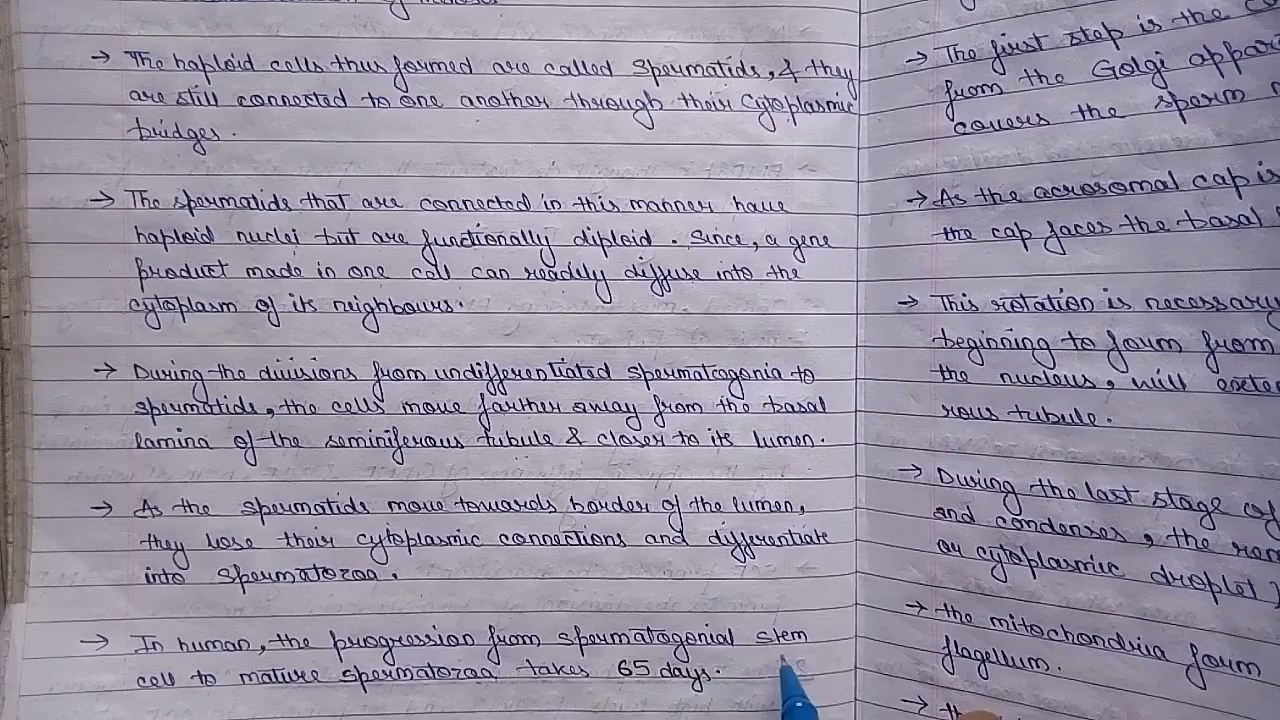 → The haploid cells thus formed are called Spermatids, & they
are still connected to one another through their Cytoplasmic
bridges.
→ The spermatids that are connected in this manner have
haploid nuclei but are functionally diploid. Since, a gene
product made in one cell can readily diffuse into the
cytoplasm of its neighbours.
→ During the divisions from undifferentiated spermatogonia to
spermatids, the cells move farther away from the basal
lamina of the seminiferous tubule & closer to its lumen.
→ As the spermatids move towards border of the lumen,
they lose their cytoplasmic connections and differentiate
into spermatozoa.
→ In human, the progression from spermatogonial stem
cell to mature spermatozoa takes 65 days.
→ The first step is the
from the Golgi
covers the sperm
→ As the acrosomal cap is
the cap faces the basal
→ This rotation is necessary
beginning to form from
the nucleus, will
rous tubule.
→ During the last stage of
and condenses, the
or cytoplasmic droplet
→ the mitochondria form
flagellum.
→